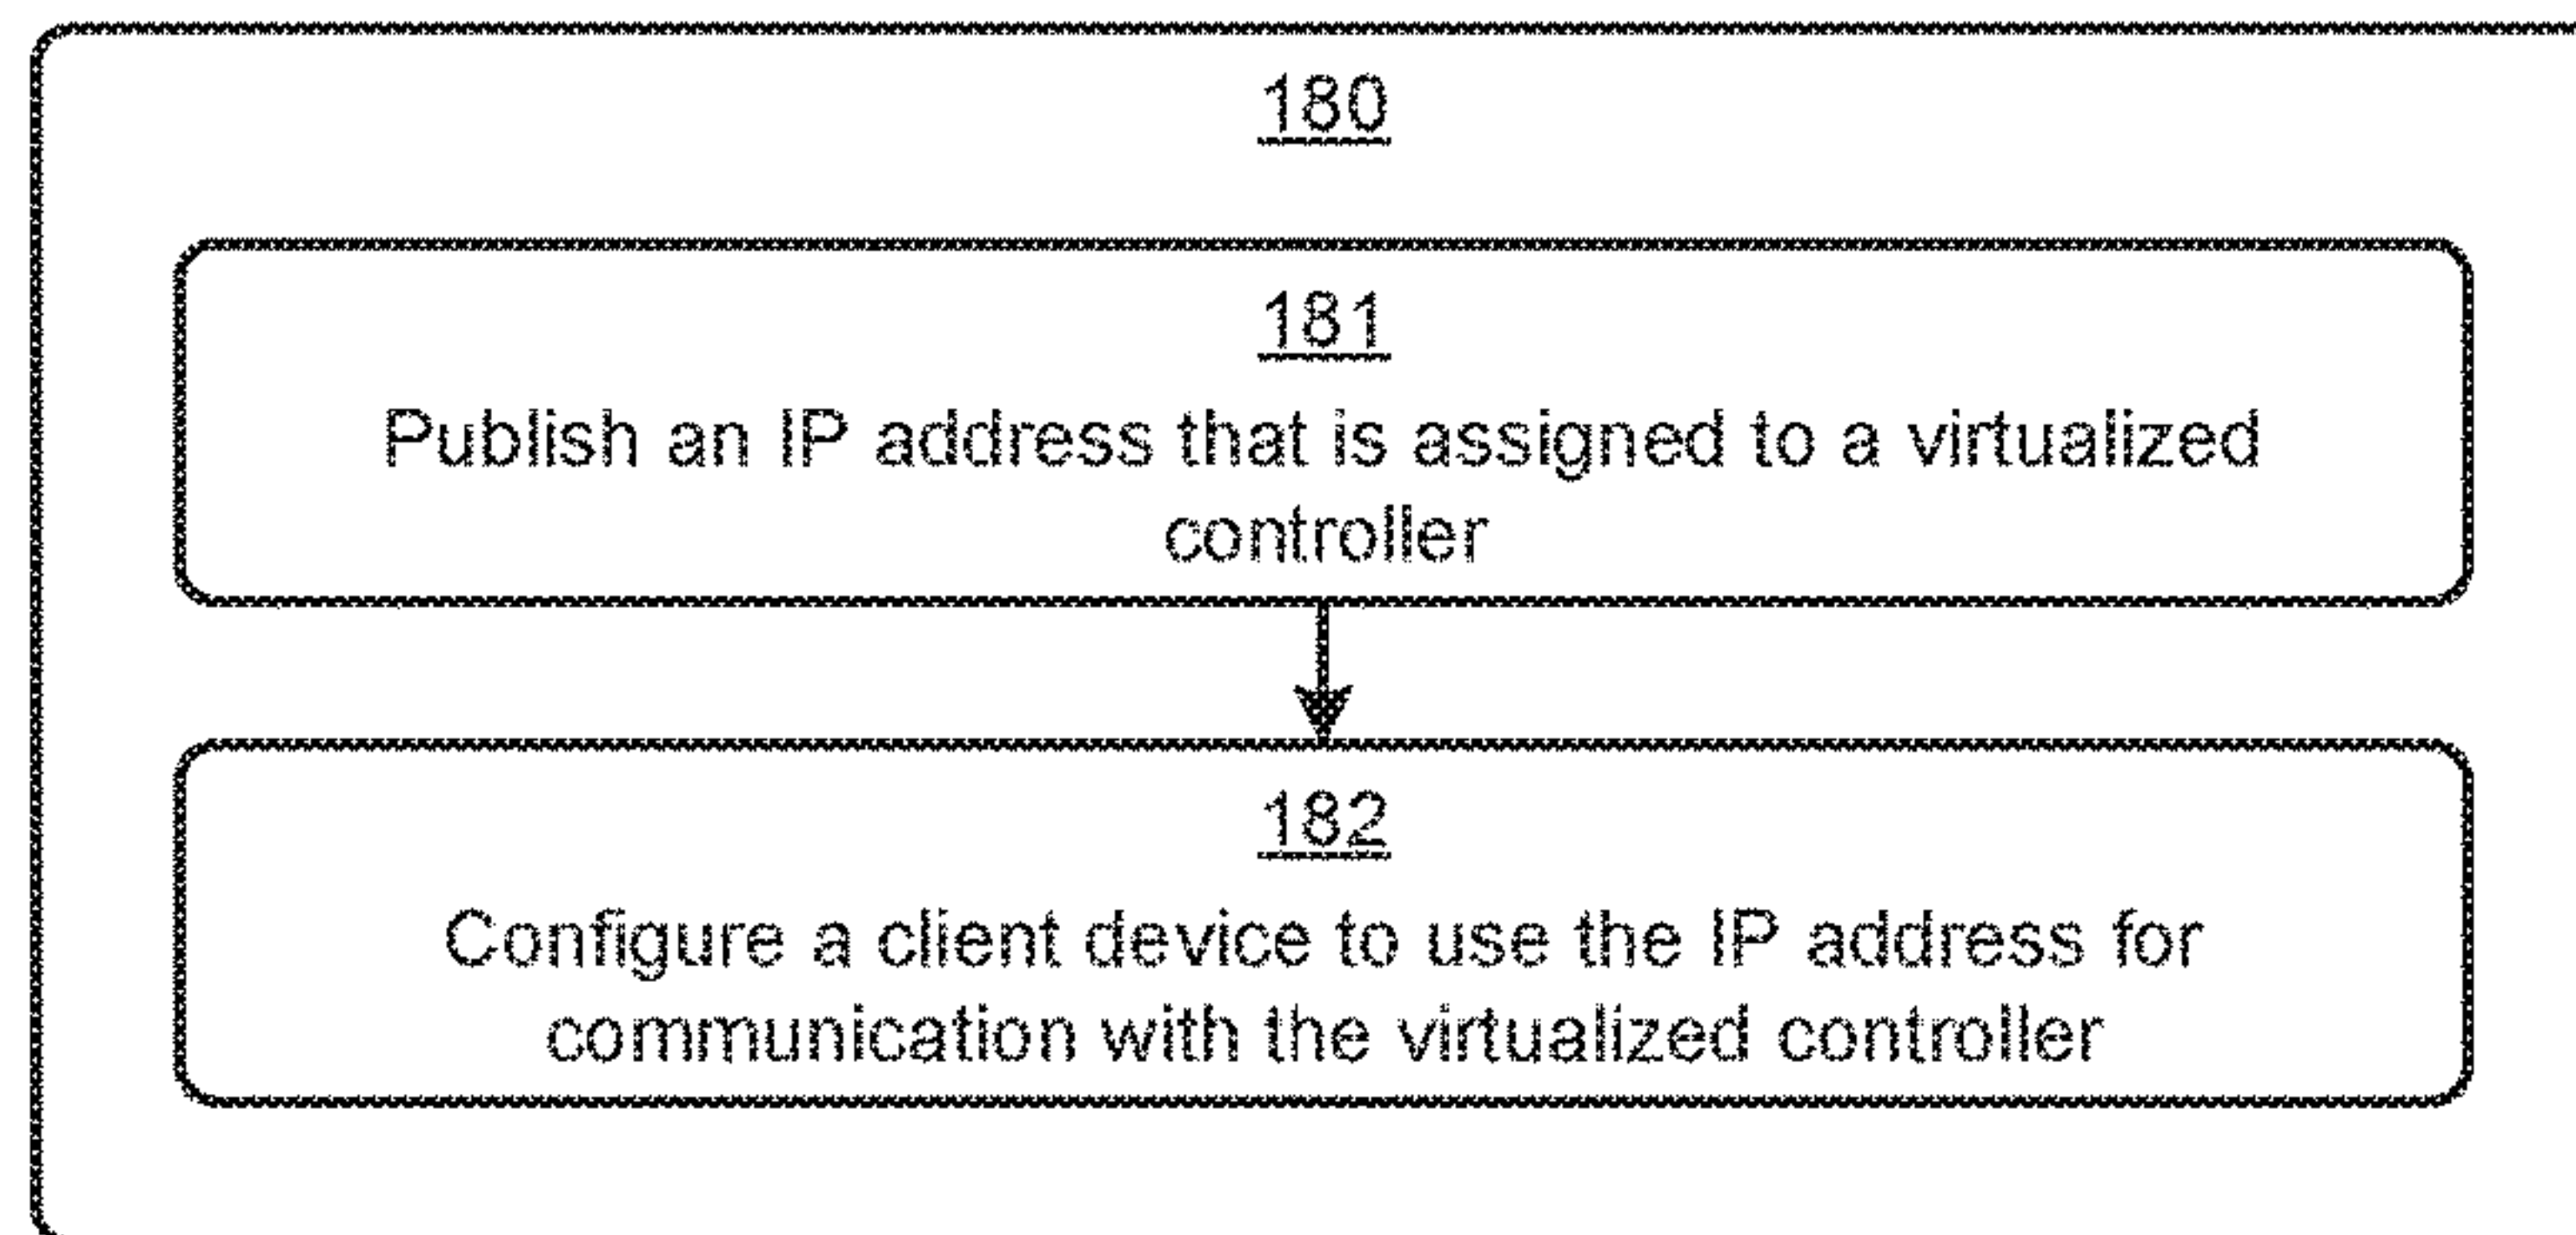 180
181
Publish an IP address that is assigned to a virtualized
controller
182
Configure a client device to use the IP address for
communication with the virtualized controller